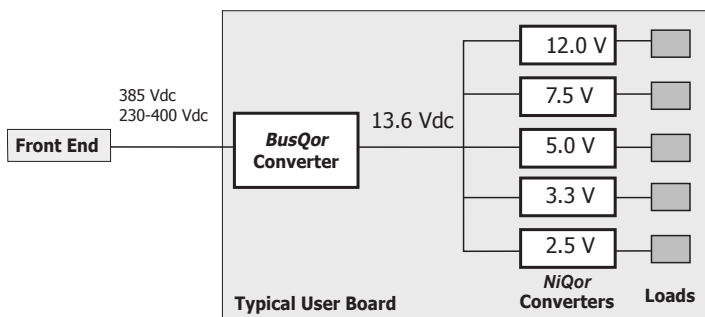 385 Vdc
230-400 Vdc
Front End
BusQor
Converter
13.6 Vdc
12.0 V
7.5 V
5.0 V
3.3 V
2.5 V
NiQor
Converters
Loads
Typical User Board